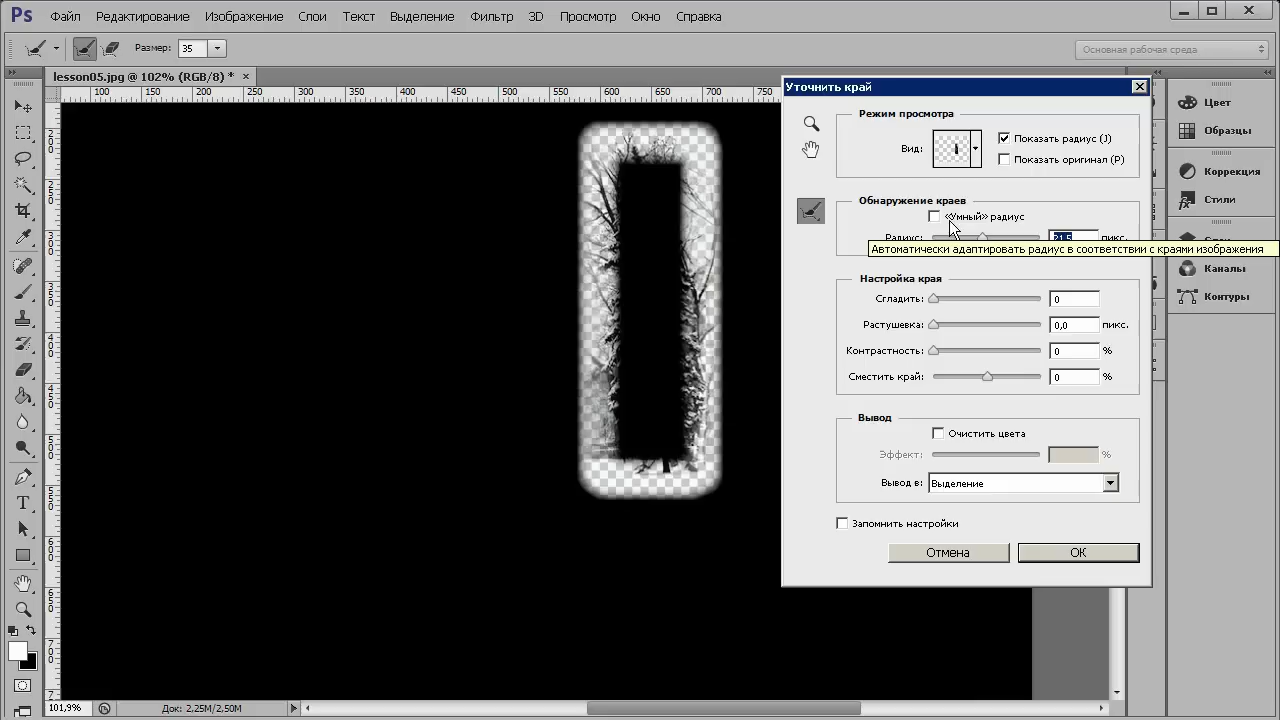 Ps Файл Редактирование Изображение Слои Текст Выделение Фильтр 3D Просмотр Окно Справка
Размер: 35 Основная рабочая среда
lesson05.jpg @ 102% (RGB/8) * ×
100 150 200 250 300 350 400 450 500 550 600 650 700 750
Уточнить край
Режим просмотра
Вид:
Показать радиус (J)
Показать оригинал (P)
Обнаружение краев
«Умный» радиус
Радиус: пикс.
Автоматически адаптировать радиус в соответствии с краями изображения
Настройка края
Сгладить: 0
Растушевка: 0,0 пикс.
Контрастность: 0 %
Сместить край: 0 %
Вывод
Очистить цвета
Эффект: %
Вывод в: Выделение
Запомнить настройки
Отмена OK
Цвет
Образцы
Коррекция
Стили
Каналы
Контуры
101,9% Док: 2,25M/2,50M